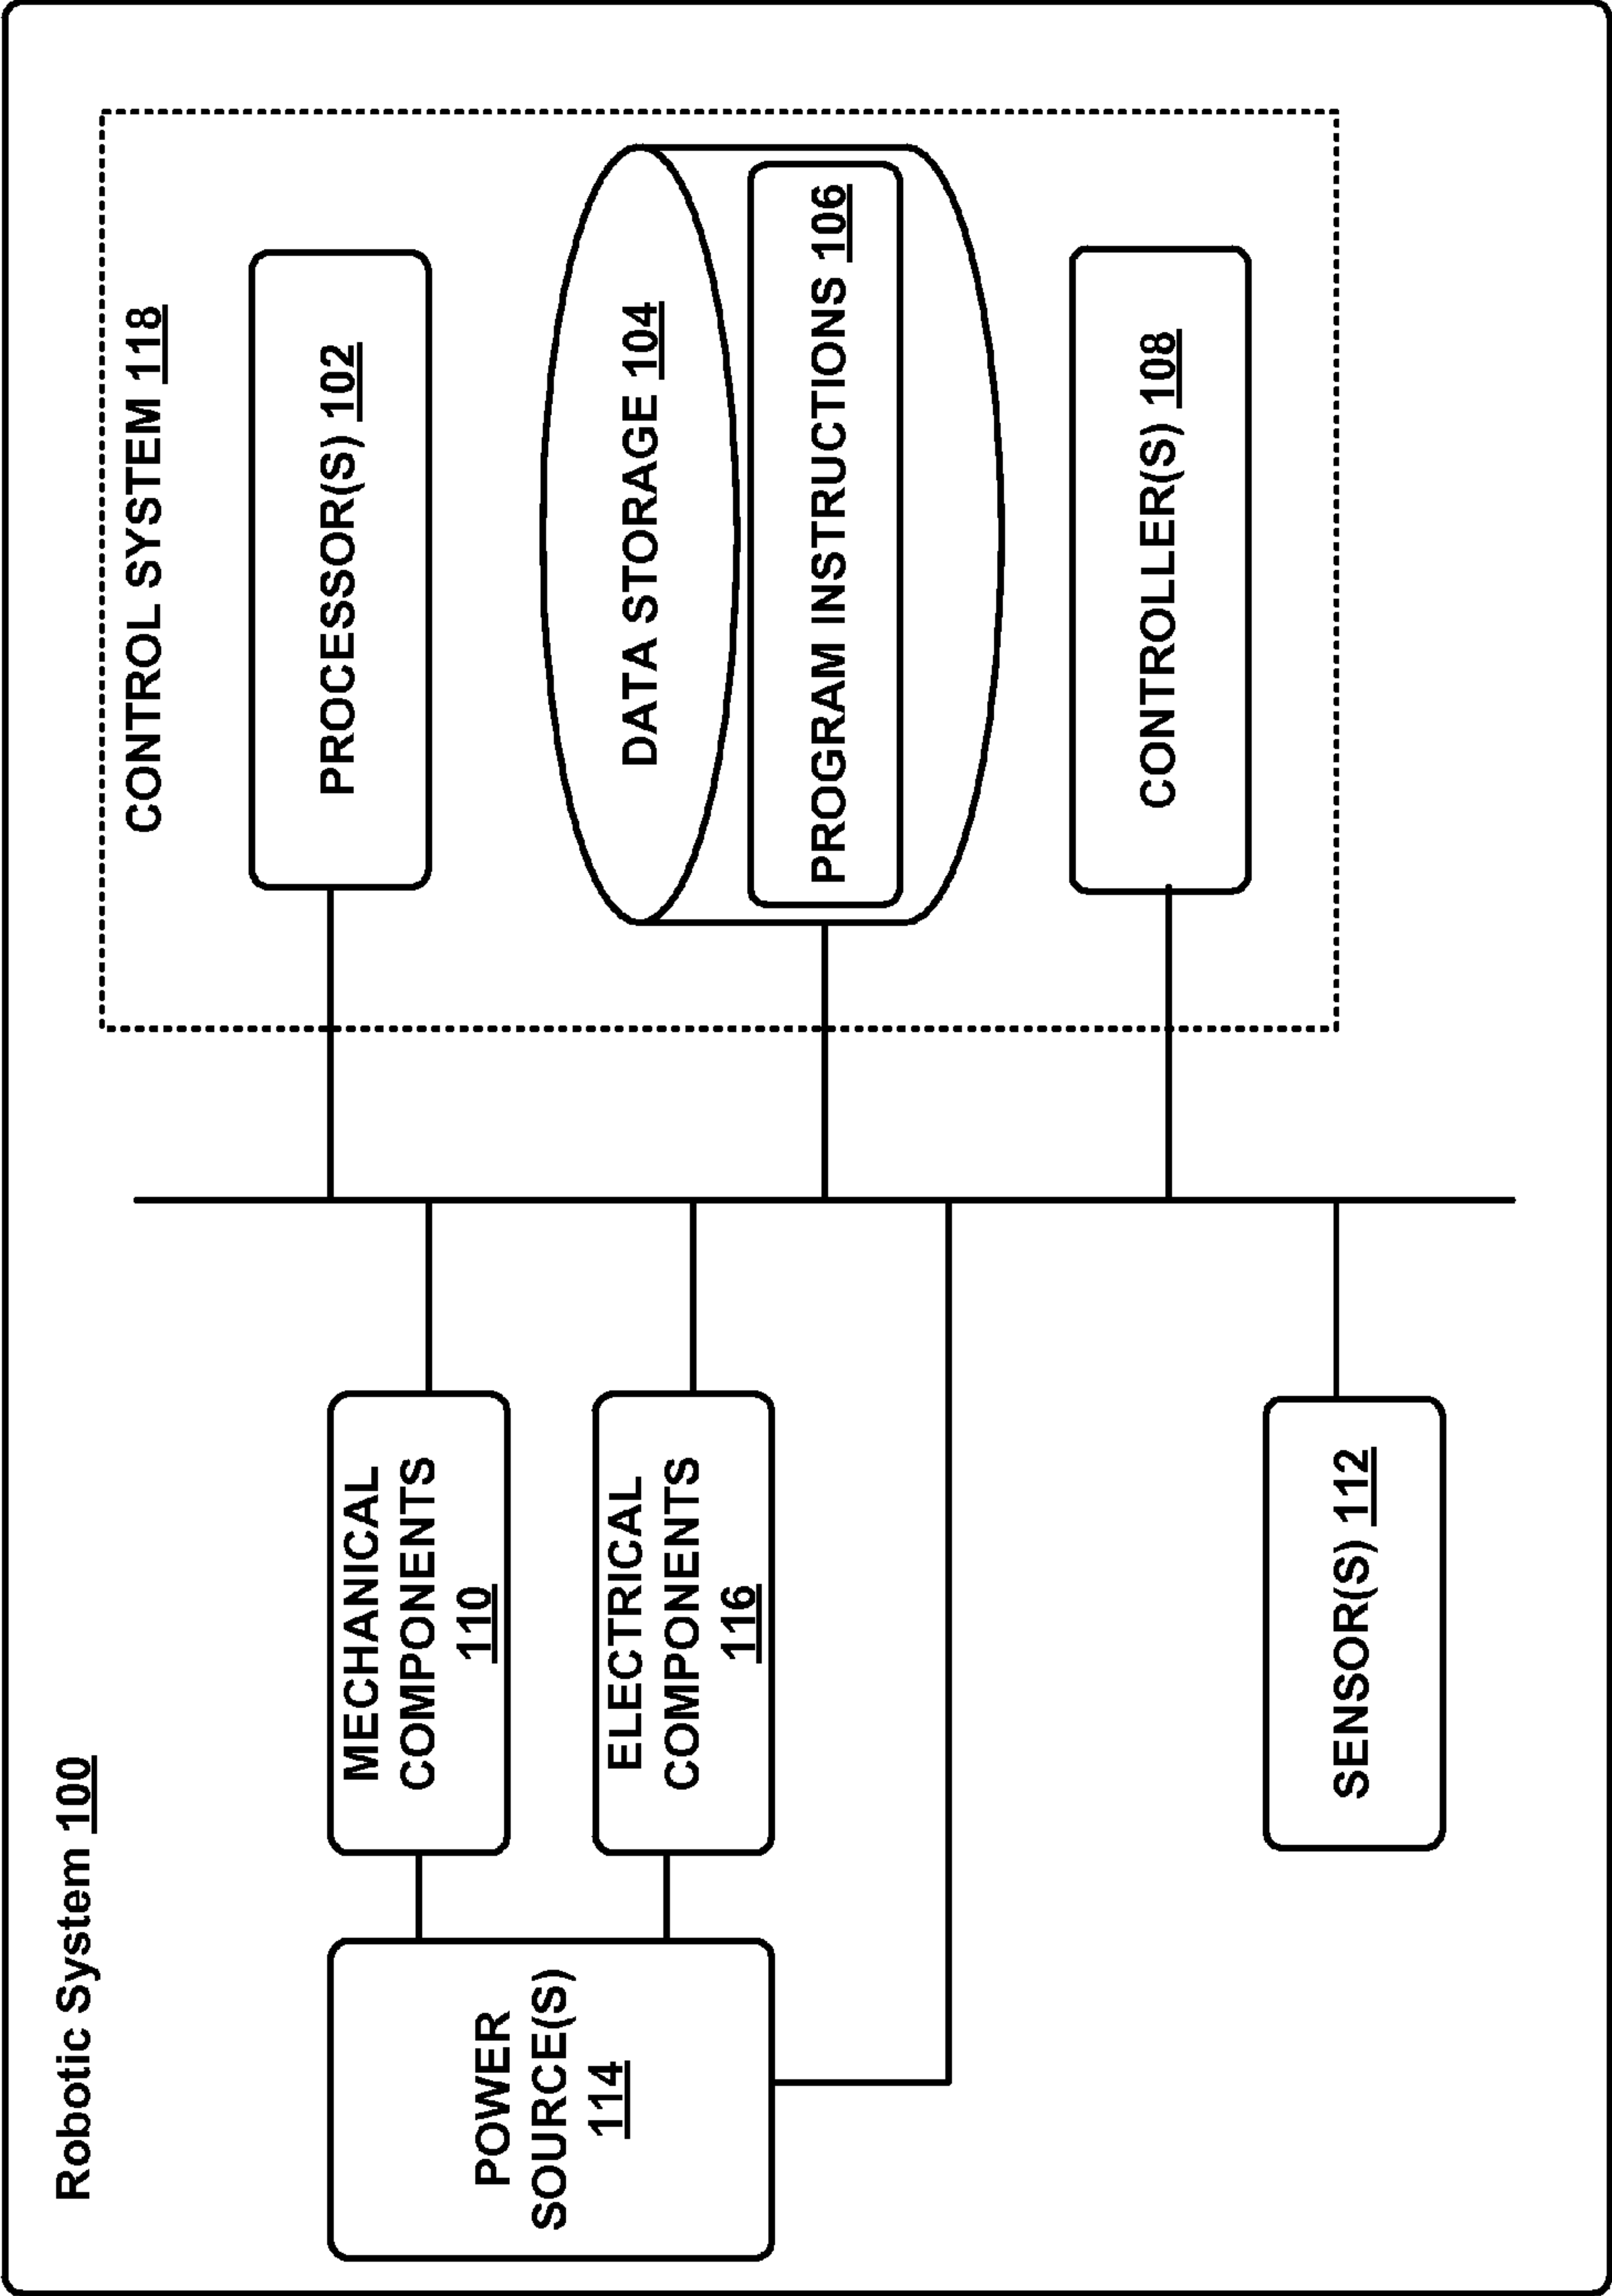 Robotic System 100
CONTROL SYSTEM 118
PROCESSOR(S) 102
DATA STORAGE 104
PROGRAM INSTRUCTIONS 106
CONTROLLER(S) 108
MECHANICAL
COMPONENTS
110
ELECTRICAL
COMPONENTS
116
POWER
SOURCE(S)
114
SENSOR(S) 112